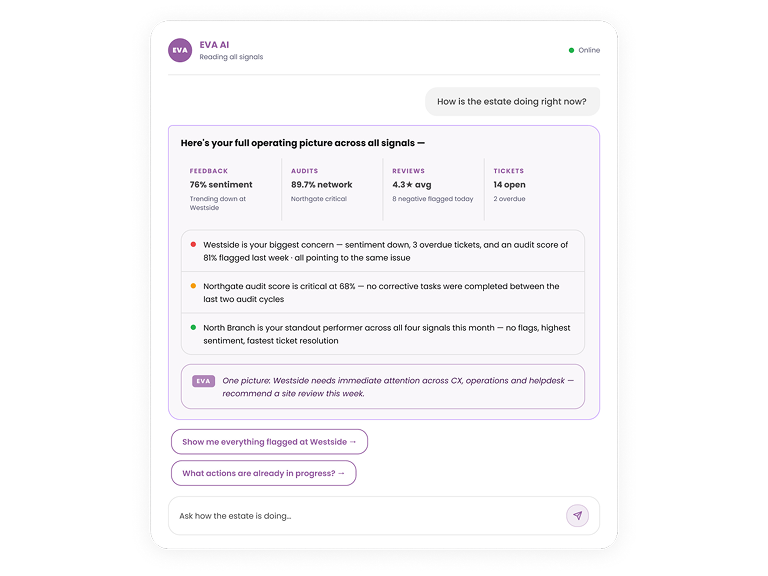 EVA
EVA AI
Reading all signals
Online
How is the estate doing right now?
Here's your full operating picture across all signals —
FEEDBACK
76% sentiment
Trending down at
Westside
AUDITS
89.7% network
Northgate critical
REVIEWS
4.3★ avg
8 negative flagged today
TICKETS
14 open
2 overdue
Westside is your biggest concern — sentiment down, 3 overdue tickets, and an audit score of
81% flagged last week · all pointing to the same issue
Northgate audit score is critical at 68% — no corrective tasks were completed between the
last two audit cycles
North Branch is your standout performer across all four signals this month — no flags, highest
sentiment, fastest ticket resolution
EVA
One picture: Westside needs immediate attention across CX, operations and helpdesk —
recommend a site review this week.
Show me everything flagged at Westside →
What actions are already in progress? →
Ask how the estate is doing...